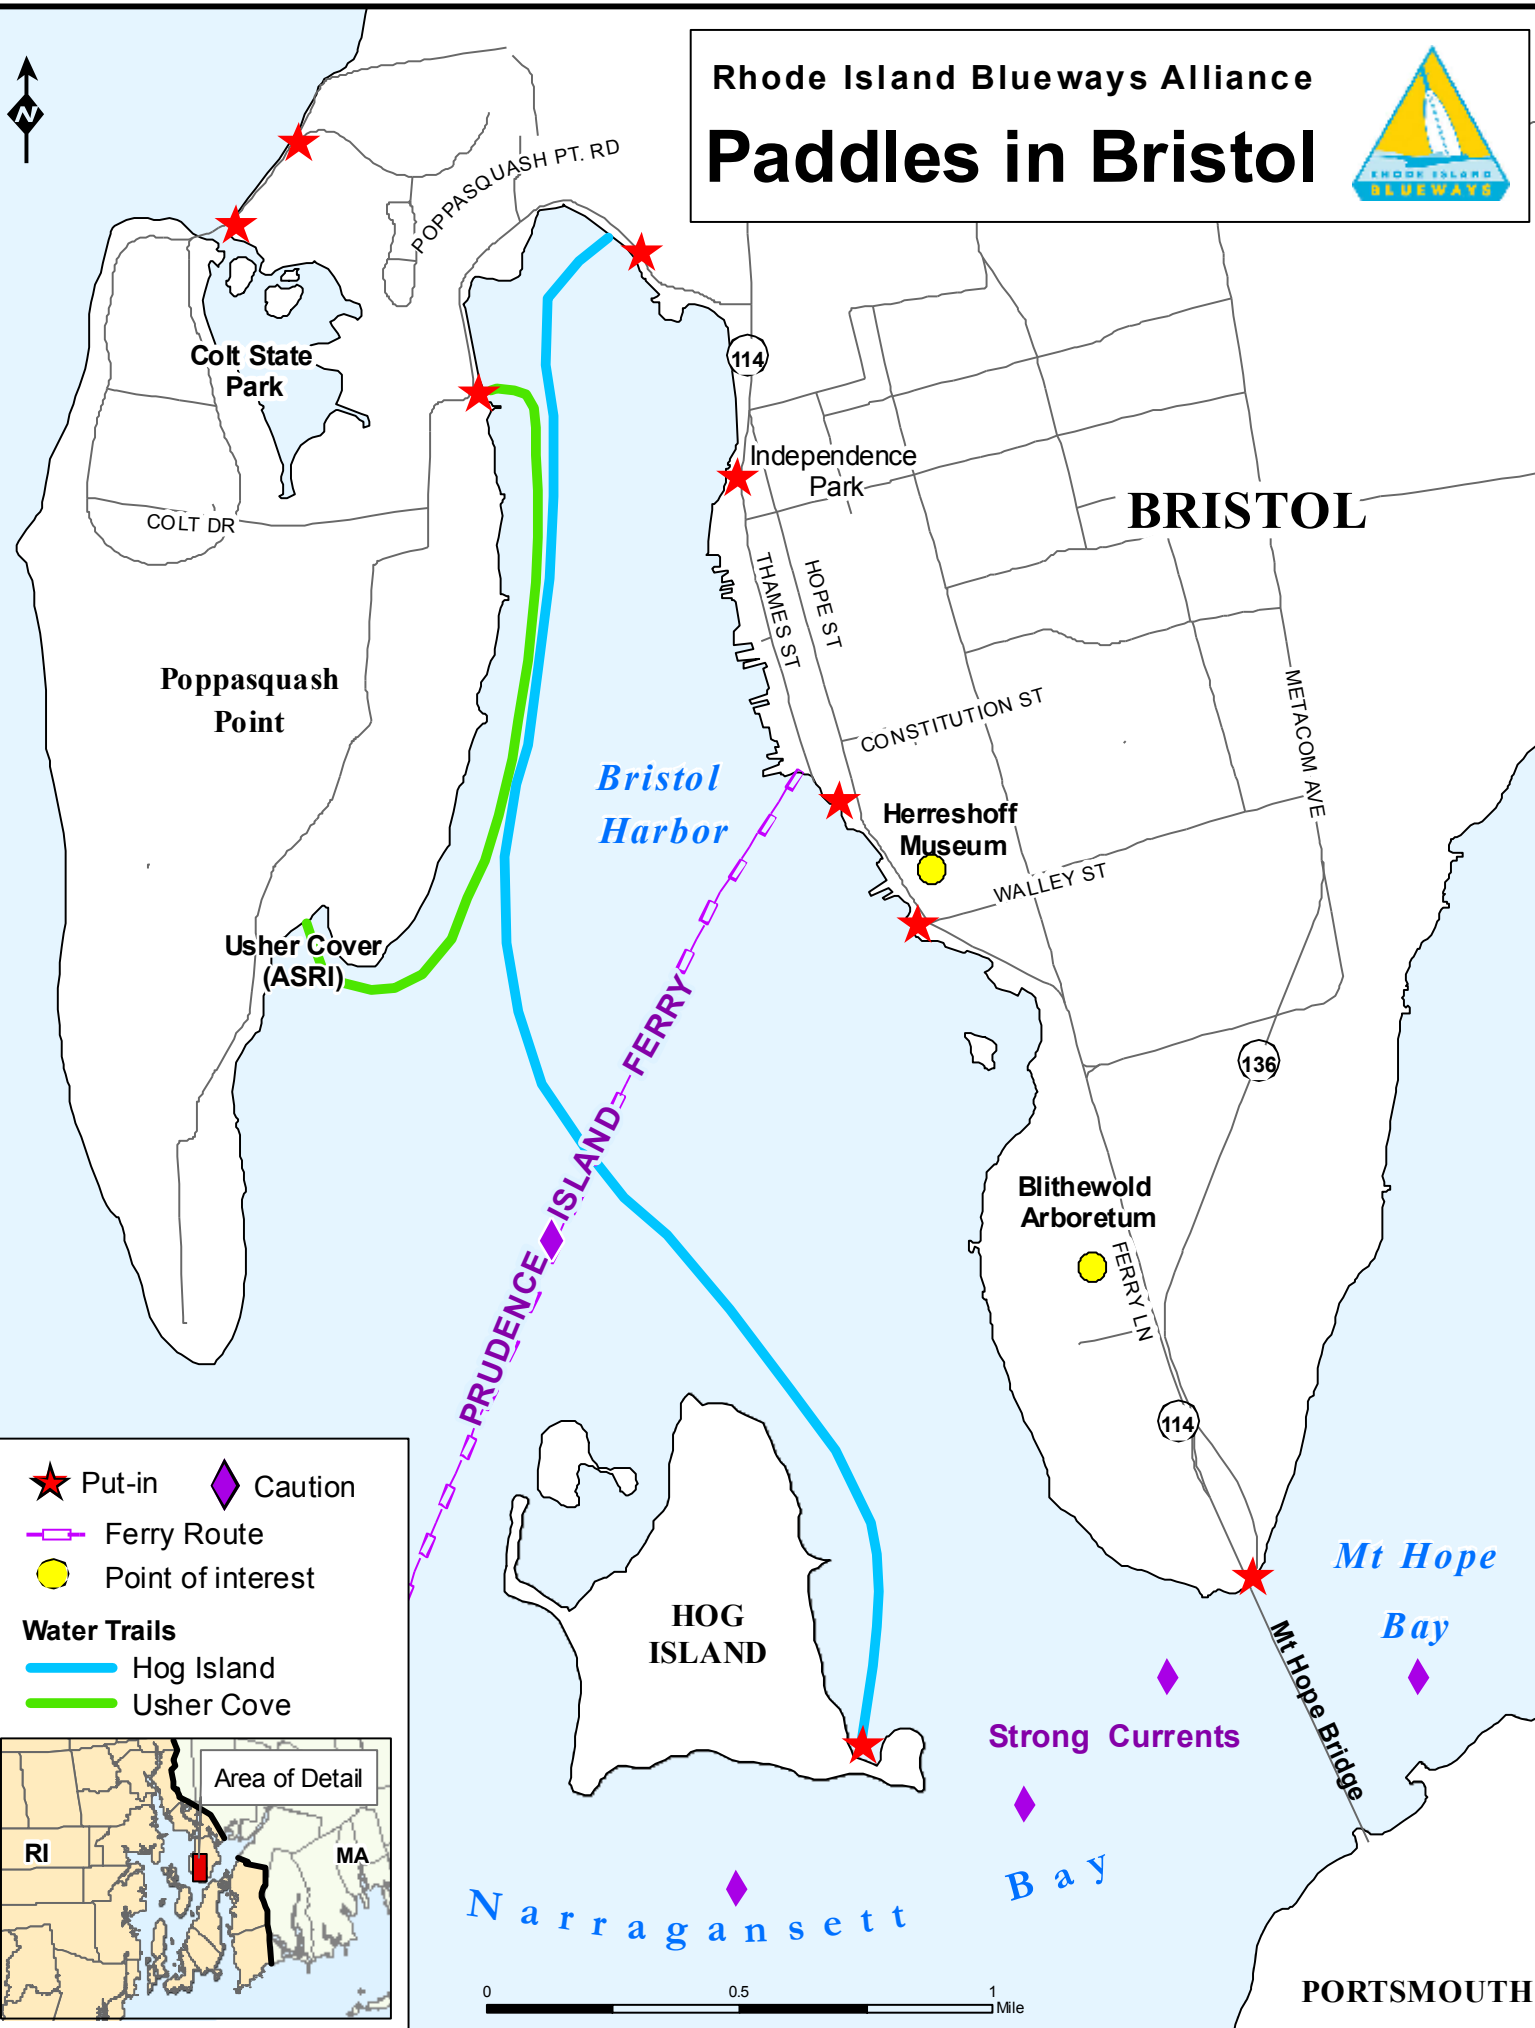 Rhode Island Blueways Alliance
Paddles in Bristol
RHODE ISLAND
BLUEWAYS
N
POPPASQUASH PT. RD
Colt State
Park
114
Independence
Park
BRISTOL
COLT DR
THAMES ST
HOPE ST
Poppasquash
Point
CONSTITUTION ST
METACOM AVE
Bristol
Harbor
Herreshoff
Museum
WALLEY ST
Usher Cover
(ASRI)
PRUDENCE ISLAND FERRY
136
Blithewold
Arboretum
FERRY LN
114
Put-in
Caution
Ferry Route
Point of interest
Water Trails
Hog Island
Usher Cove
HOG
ISLAND
Mt Hope
Bay
Mt Hope Bridge
Strong Currents
Area of Detail
RI
MA
Narragansett Bay
0 0.5 1
Mile
PORTSMOUTH